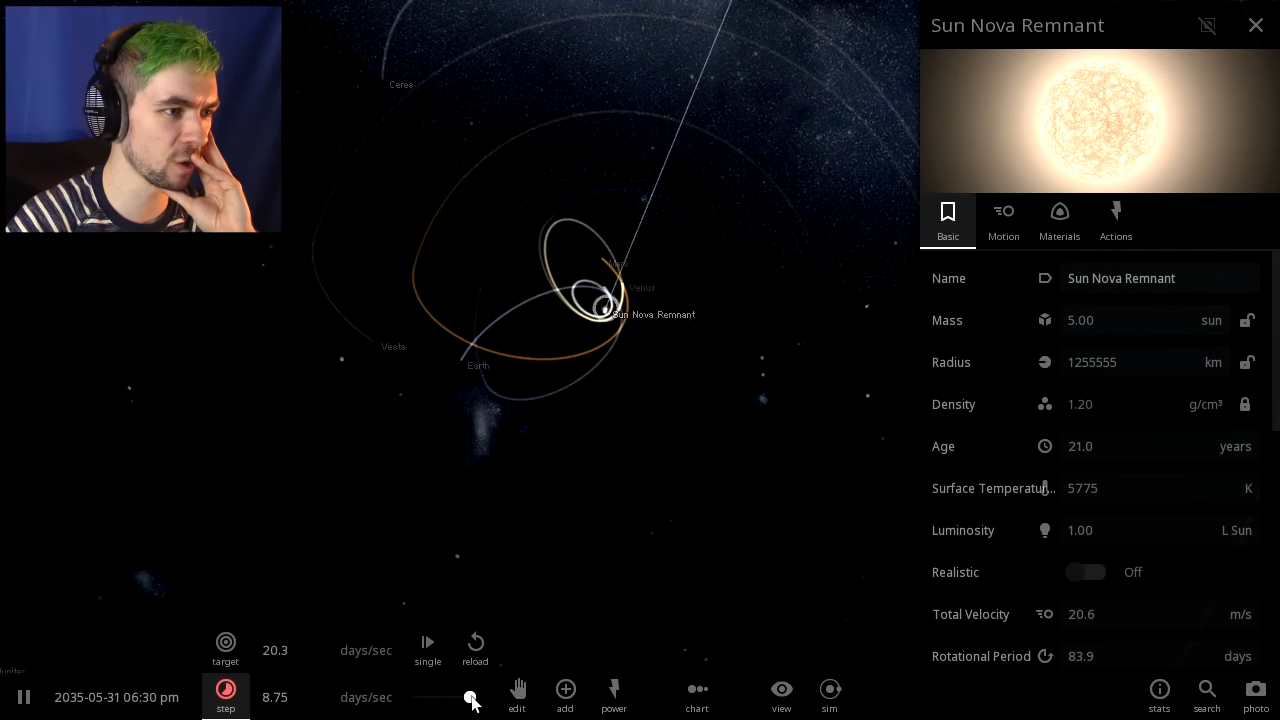 Sun Nova Remnant
Ceres
Basic
Motion
Materials
Actions
Mars
Venus
Sun Nova Remnant
Vesta
Earth
Name Sun Nova Remnant
Mass 5.00 sun
Radius 1255555 km
Density 1.20 g/cm³
Age 21.0 years
Surface Temperatur... 5775 K
Luminosity 1.00 L Sun
Realistic Off
Total Velocity 20.6 m/s
Rotational Period 83.9 days
Jupiter
target 20.3 days/sec single reload
2035-05-31 06:30 pm step 8.75 days/sec edit add power chart view sim stats search photo